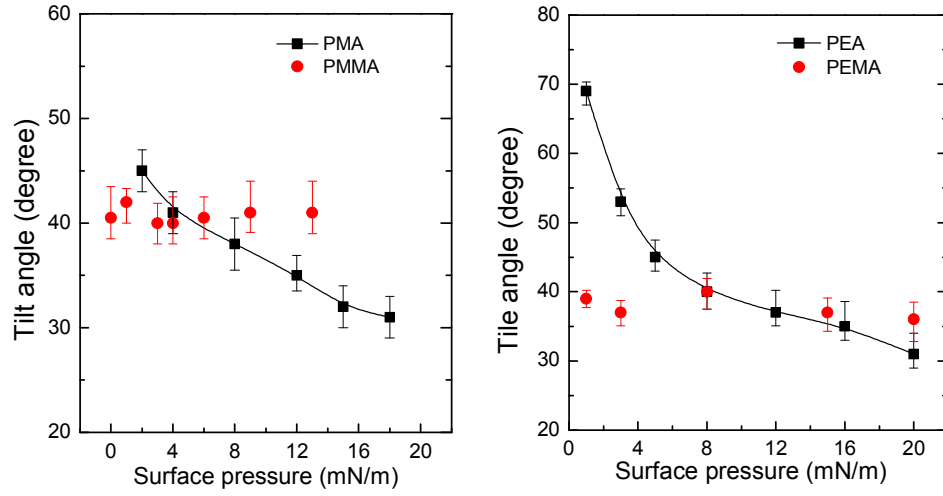 60
50
40
30
20
0 4 8 12 16 20
Tilt angle (degree)
Surface pressure (mN/m)
PMA
PMMA
80
70
60
50
40
30
20
0 4 8 12 16 20
Tile angle (degree)
Surface pressure (mN/m)
PEA
PEMA